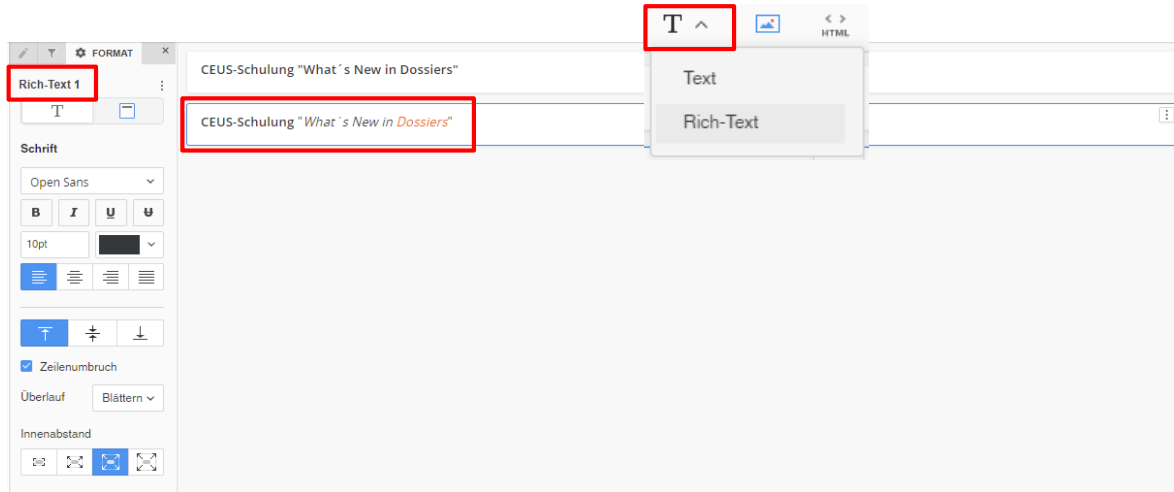 T
< >
HTML
Text
Rich-Text
FORMAT
×
Rich-Text 1
T
Schrift
Open Sans
B I U U
10pt
Zeilenumbruch
Überlauf Blättern
Innenabstand
CEUS-Schulung "What´s New in Dossiers"
CEUS-Schulung "What´s New in Dossiers"